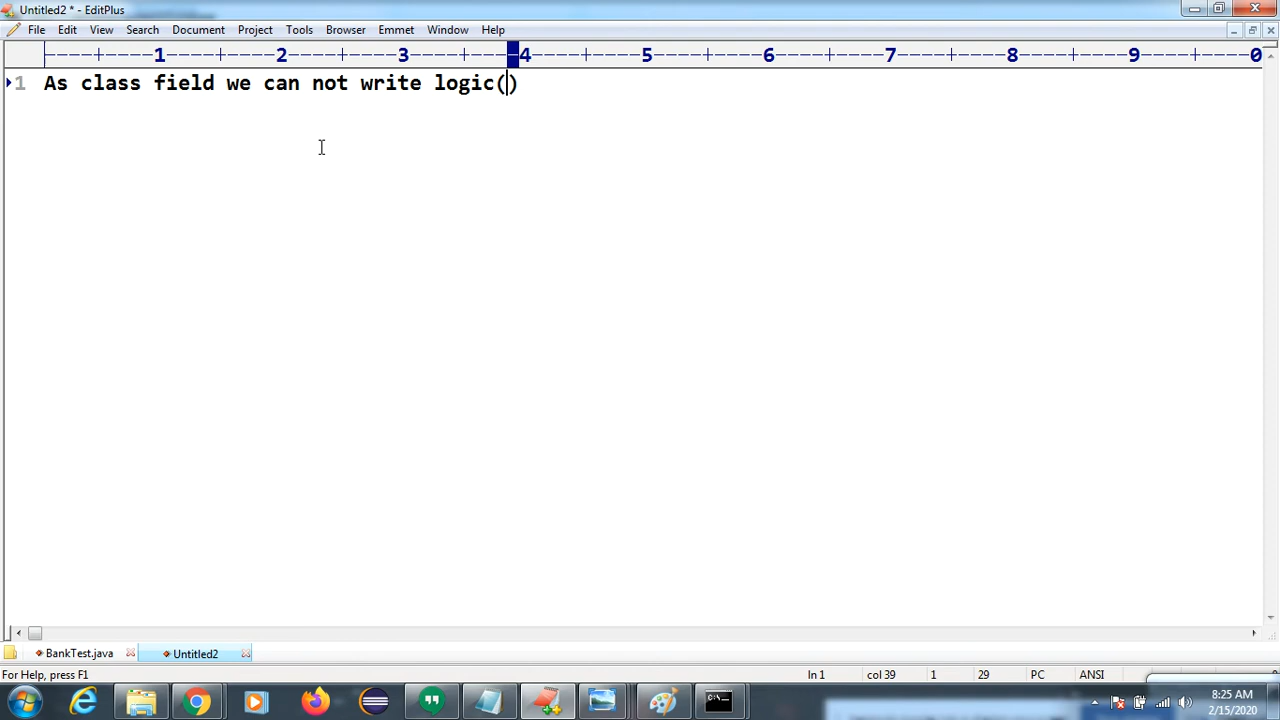 Untitled2 * - EditPlus
File Edit View Search Document Project Tools Browser Emmet Window Help
----+----1----+----2----+----3----+----4----+----5----+----6----+----7----+----8----+----9----+----0
1 As class field we can not write logic()
BankTest.java Untitled2
For Help, press F1 Ln 1 col 39 1 29 PC ANSI
8:25 AM
2/15/2020